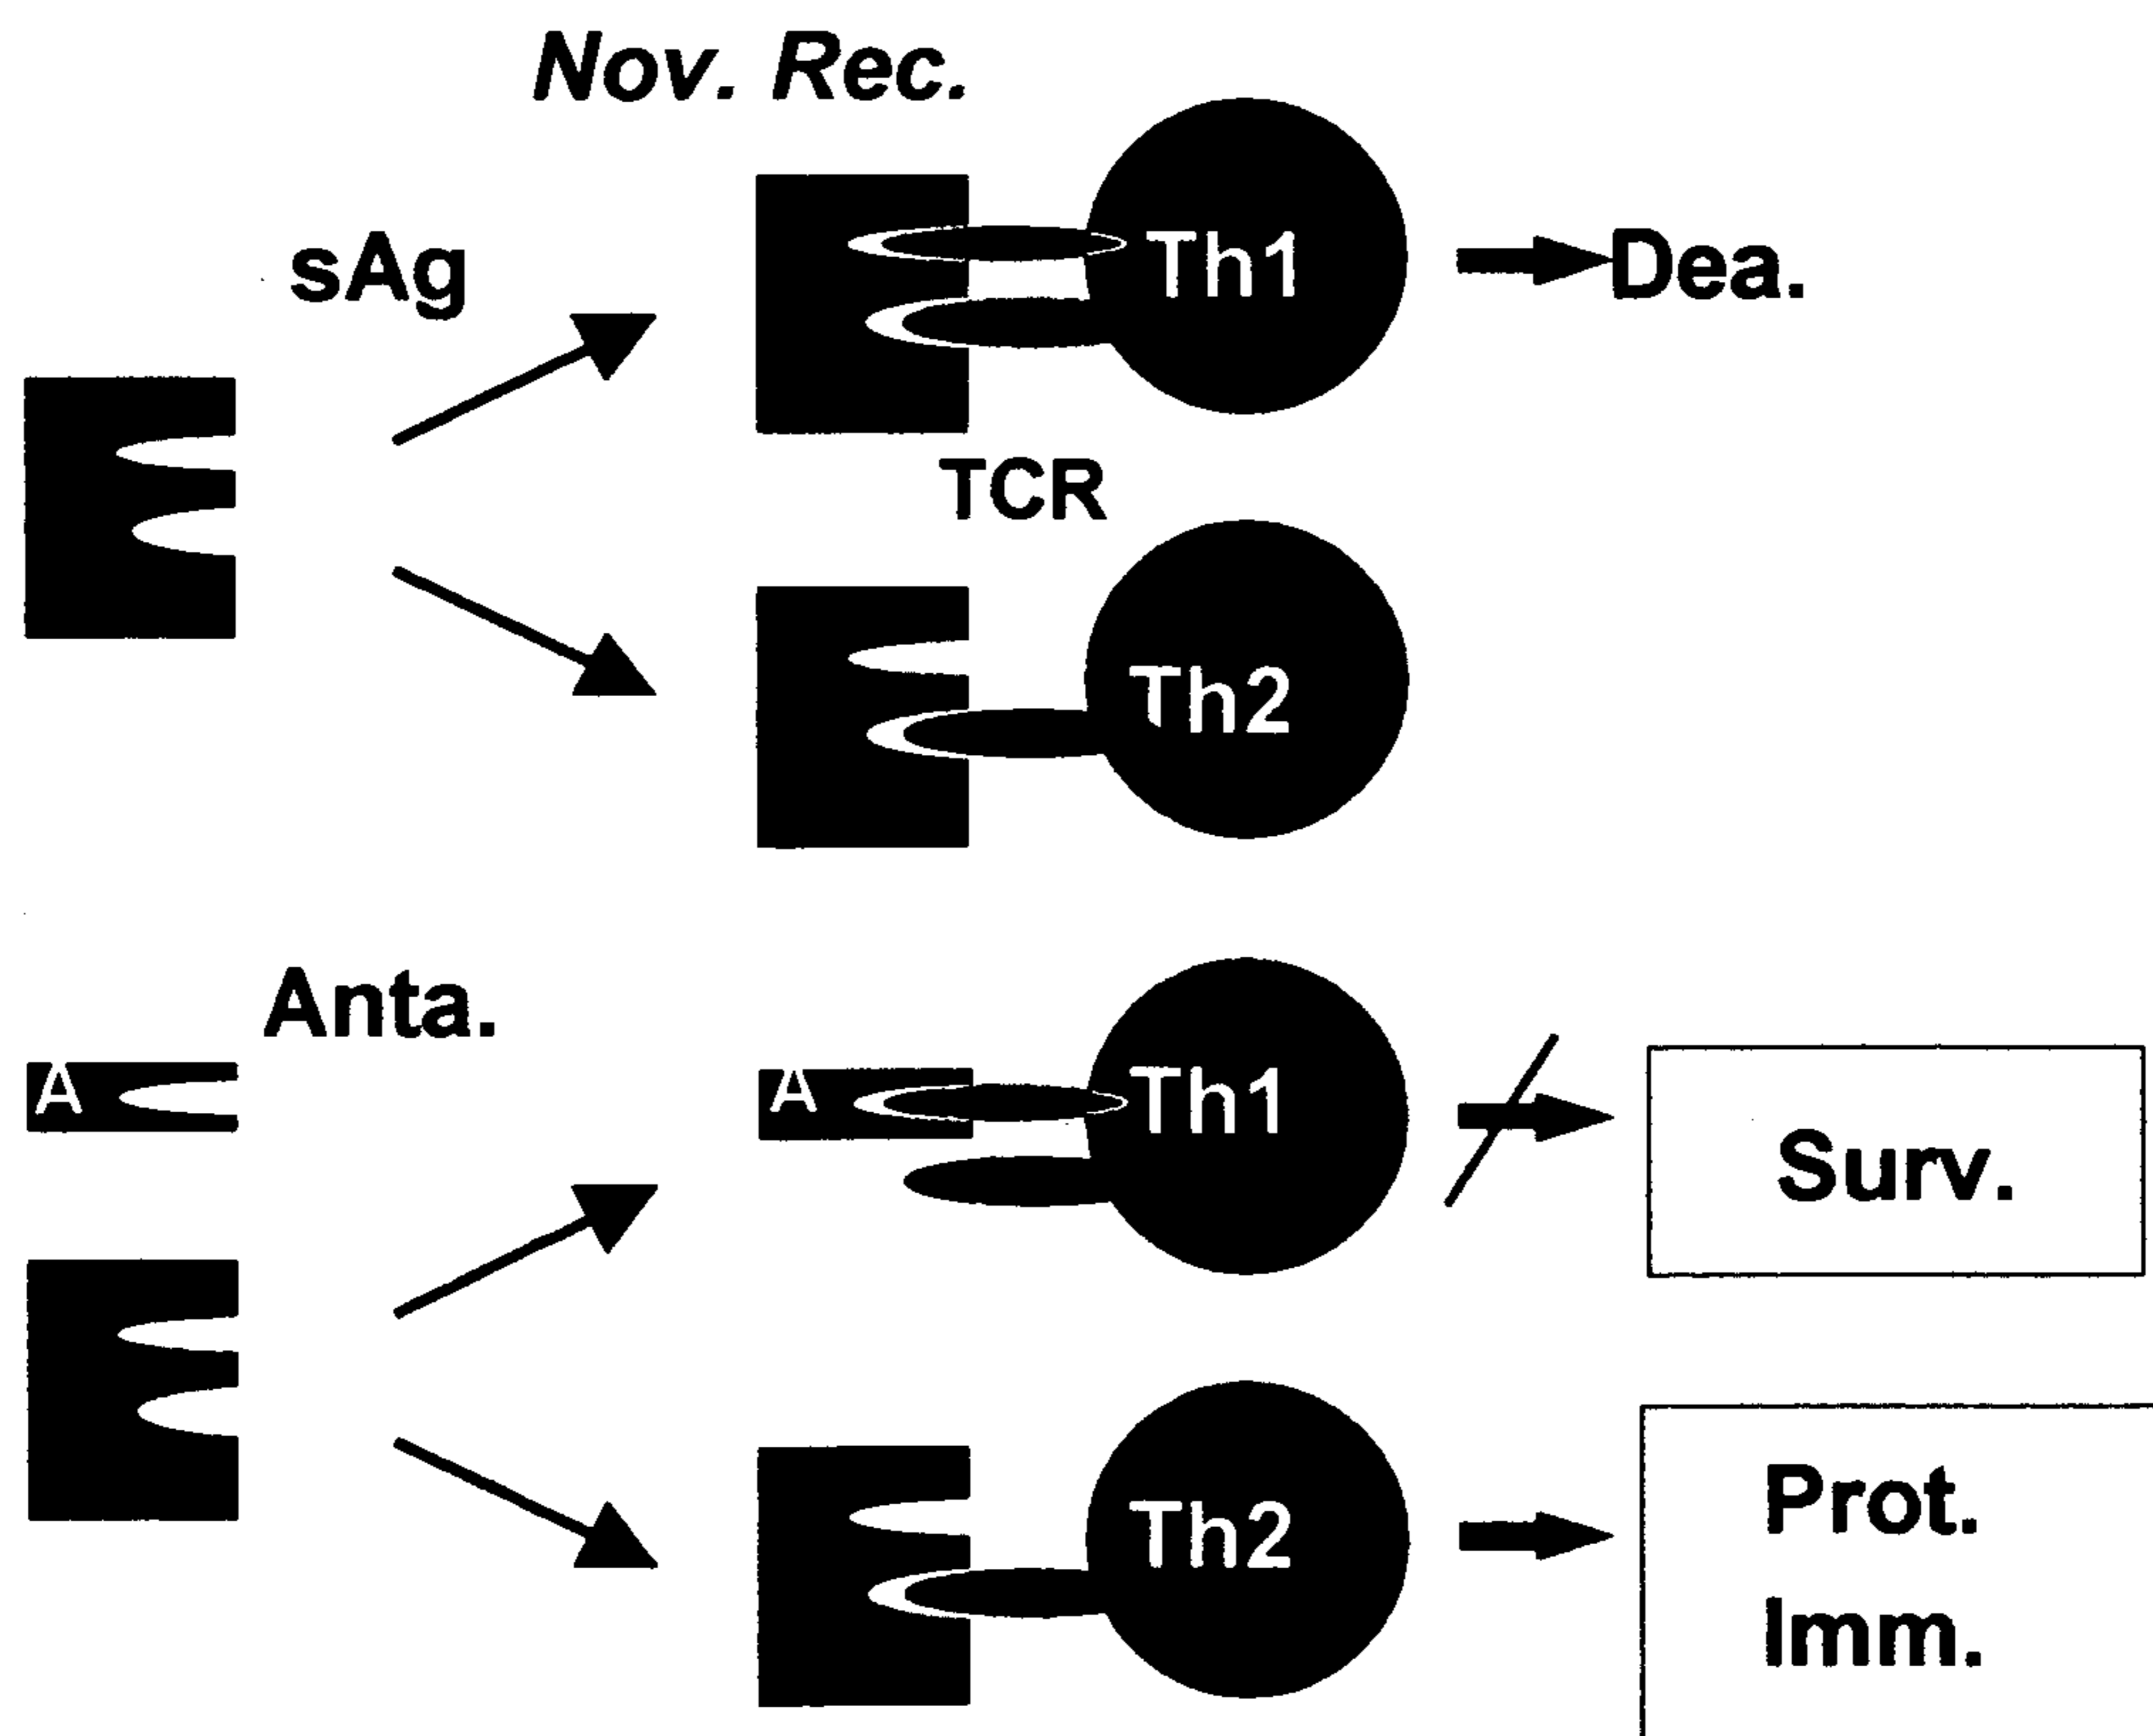 Nov. Rec.
sAg
Th1
Dea.
TCR
Th2
Anta.
A
A
Th1
Surv.
Th2
Prot.
Imm.